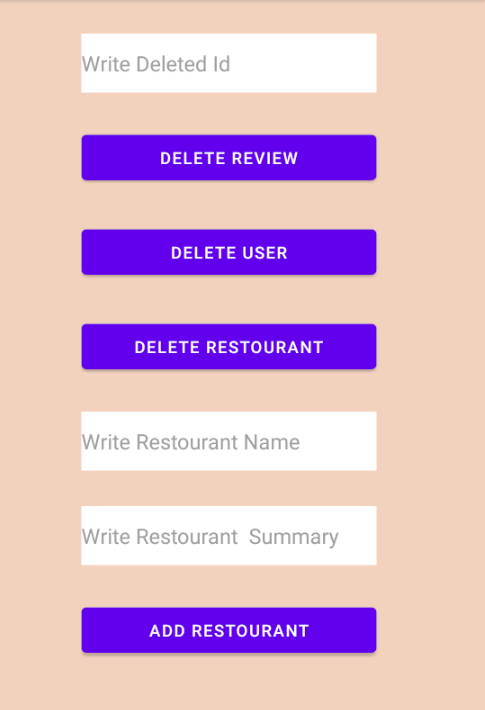 Write Deleted Id
DELETE REVIEW
DELETE USER
DELETE RESTOURANT
Write Restourant Name
Write Restourant  Summary
ADD RESTOURANT